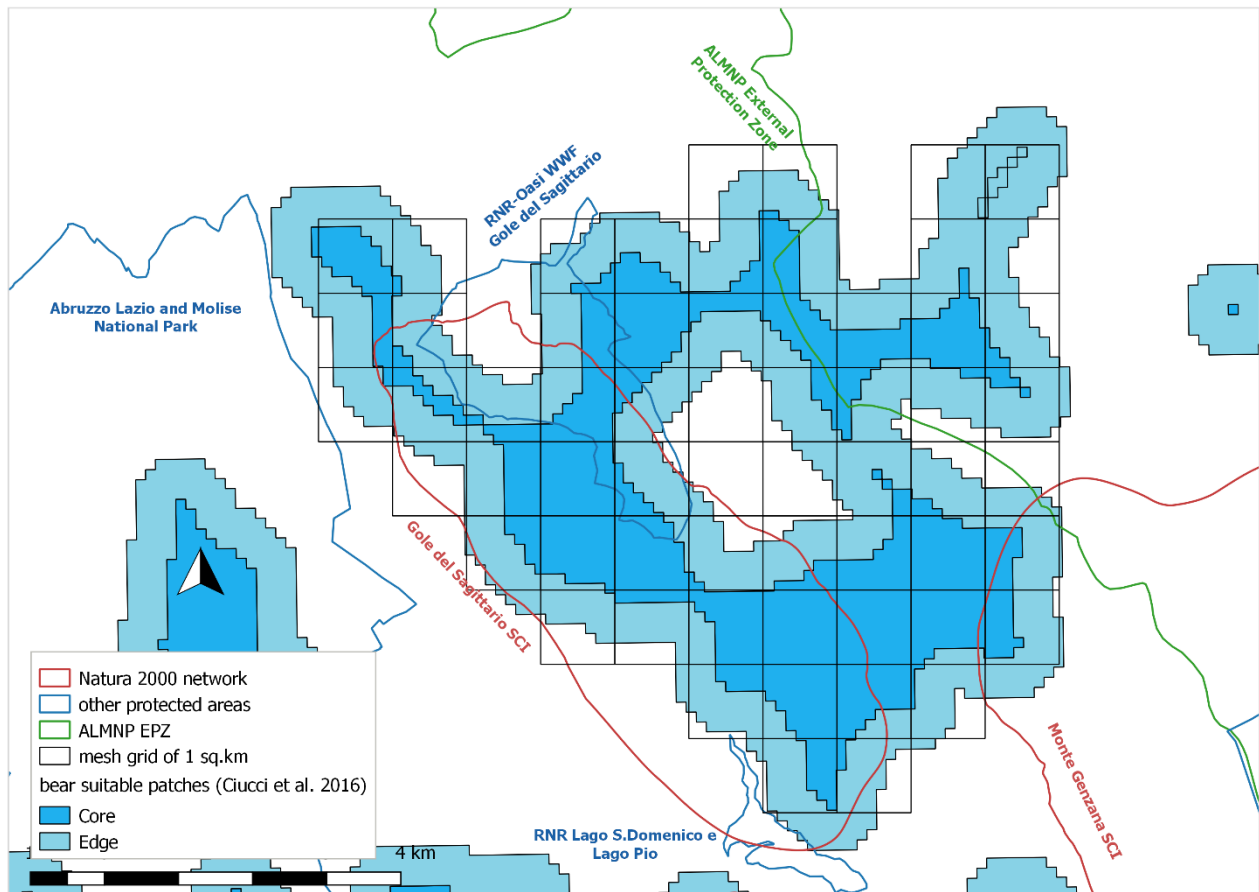 ALMNP External
Protection Zone
RNR-Oasi WWF
Gole del Sagittario
Abruzzo Lazio and Molise
National Park
Gole del Sagittario SCI
Monte Genzana SCI
RNR Lago S.Domenico e
Lago Pio
Natura 2000 network
other protected areas
ALMNP EPZ
mesh grid of 1 sq.km
bear suitable patches (Ciucci et al. 2016)
Core
Edge
4 km